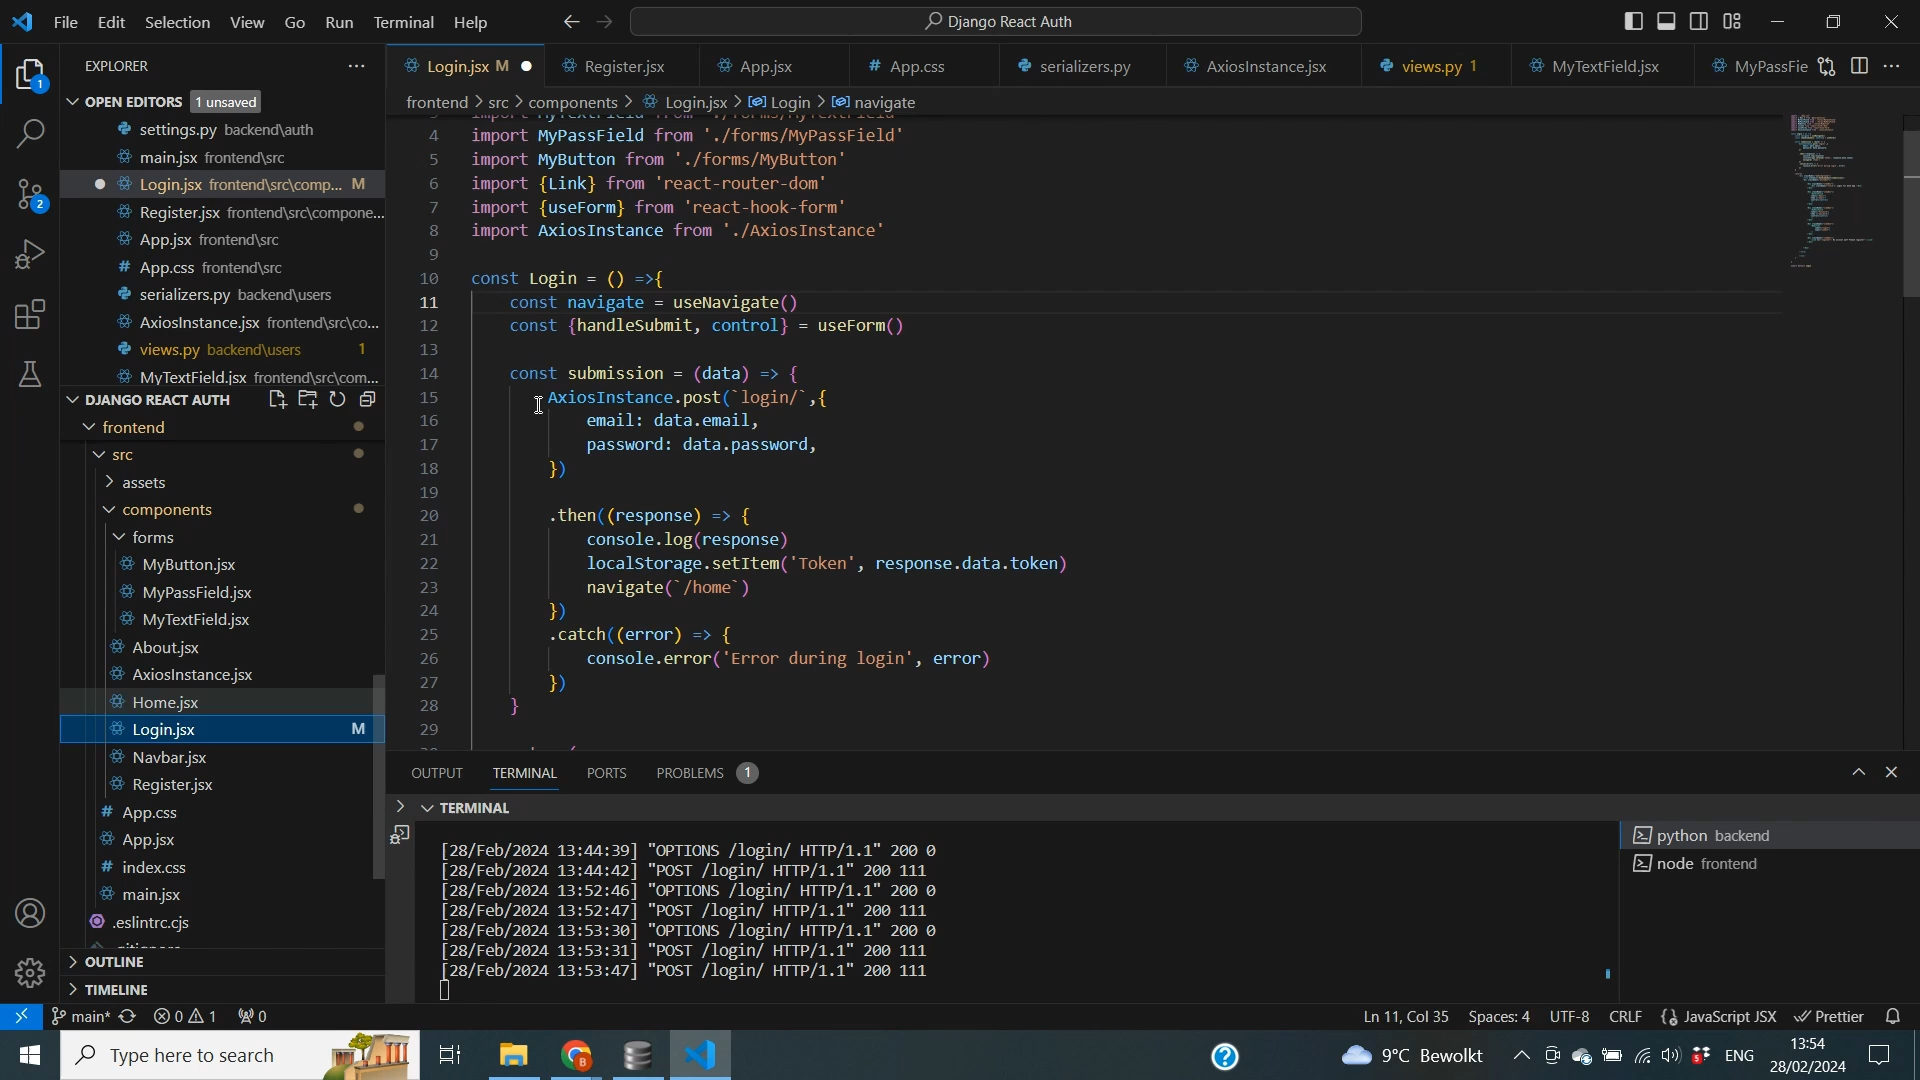 File Edit Selection View Go Run Terminal Help
Django React Auth
EXPLORER
OPEN EDITORS 1 unsaved
settings.py backend\auth
main.jsx frontend\src
Login.jsx frontend\src\comp... M
Register.jsx frontend\src\compone...
App.jsx frontend\src
App.css frontend\src
serializers.py backend\users
AxiosInstance.jsx frontend\src\co...
views.py backend\users 1
MyTextField.jsx frontend\src\com...
DJANGO REACT AUTH
frontend
src
assets
components
forms
MyButton.jsx
MyPassField.jsx
MyTextField.jsx
About.jsx
AxiosInstance.jsx
Home.jsx
Login.jsx M
Navbar.jsx
Register.jsx
App.css
App.jsx
index.css
main.jsx
.eslintrc.cjs
OUTLINE
TIMELINE
1
2
Login.jsx M Register.jsx App.jsx App.css serializers.py AxiosInstance.jsx views.py 1 MyTextField.jsx MyPassFie
frontend > src > components > Login.jsx > Login > navigate
4 import MyPassField from './forms/MyPassField'
5 import MyButton from './forms/MyButton'
6 import {Link} from 'react-router-dom'
7 import {useForm} from 'react-hook-form'
8 import AxiosInstance from './AxiosInstance'
9
10 const Login = () =>{
11 const navigate = useNavigate()
12 const {handleSubmit, control} = useForm()
13
14 const submission = (data) => {
15 AxiosInstance.post(`login/`,{
16 email: data.email,
17 password: data.password,
18 })
19
20 .then((response) => {
21 console.log(response)
22 localStorage.setItem('Token', response.data.token)
23 navigate(`/home`)
24 })
25 .catch((error) => {
26 console.error('Error during login', error)
27 })
28 }
29
OUTPUT TERMINAL PORTS PROBLEMS 1
TERMINAL
[28/Feb/2024 13:44:39] "OPTIONS /login/ HTTP/1.1" 200 0
[28/Feb/2024 13:44:42] "POST /login/ HTTP/1.1" 200 111
[28/Feb/2024 13:52:46] "OPTIONS /login/ HTTP/1.1" 200 0
[28/Feb/2024 13:52:47] "POST /login/ HTTP/1.1" 200 111
[28/Feb/2024 13:53:30] "OPTIONS /login/ HTTP/1.1" 200 0
[28/Feb/2024 13:53:31] "POST /login/ HTTP/1.1" 200 111
[28/Feb/2024 13:53:47] "POST /login/ HTTP/1.1" 200 111
python backend
node frontend
main* 0 1 0 Ln 11, Col 35 Spaces: 4 UTF-8 CRLF JavaScript JSX Prettier
Type here to search
9°C Bewolkt ENG
13:54
28/02/2024